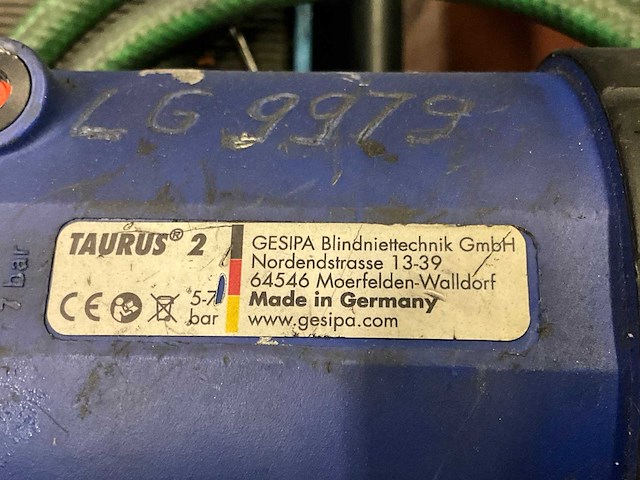 LG 9979
TAURUS® 2
5-7
bar
GESIPA Blindniettechnik GmbH
Nordendstrasse 13-39
64546 Moerfelden-Walldorf
Made in Germany
www.gesipa.com
CE
7 bar